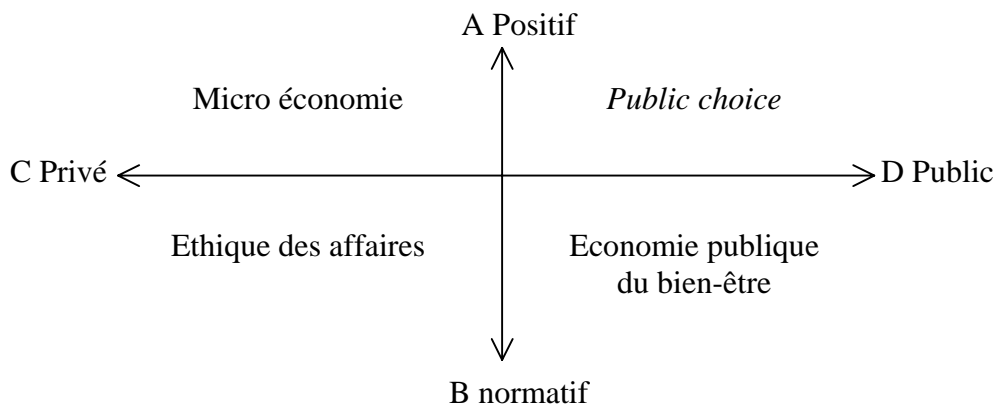 A Positif
Micro économie
Public choice
C Privé
D Public
Ethique des affaires
Economie publique
du bien-être
B normatif